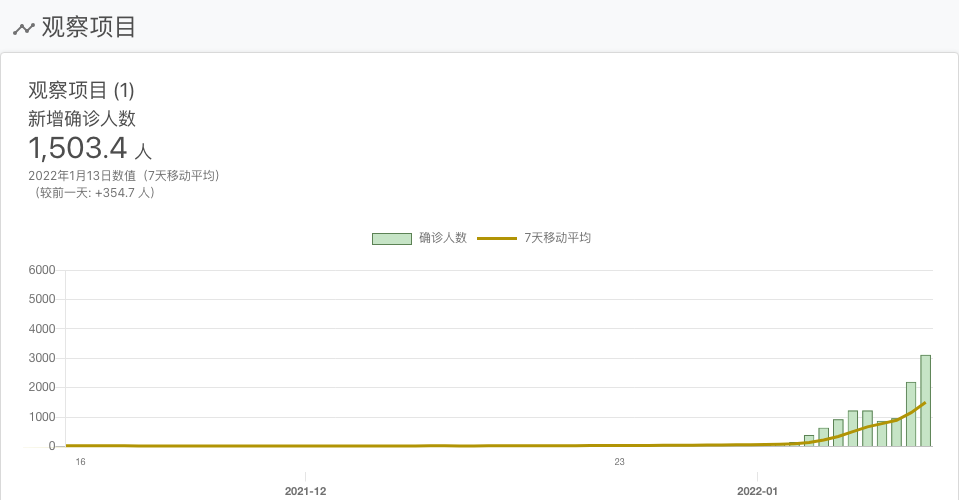 观察项目
观察项目 (1)
新增确诊人数
1,503.4 人
2022年1月13日数值（7天移动平均）
（较前一天: +354.7 人）
确诊人数 7天移动平均
6000
5000
4000
3000
2000
1000
0
16 23
2021-12 2022-01